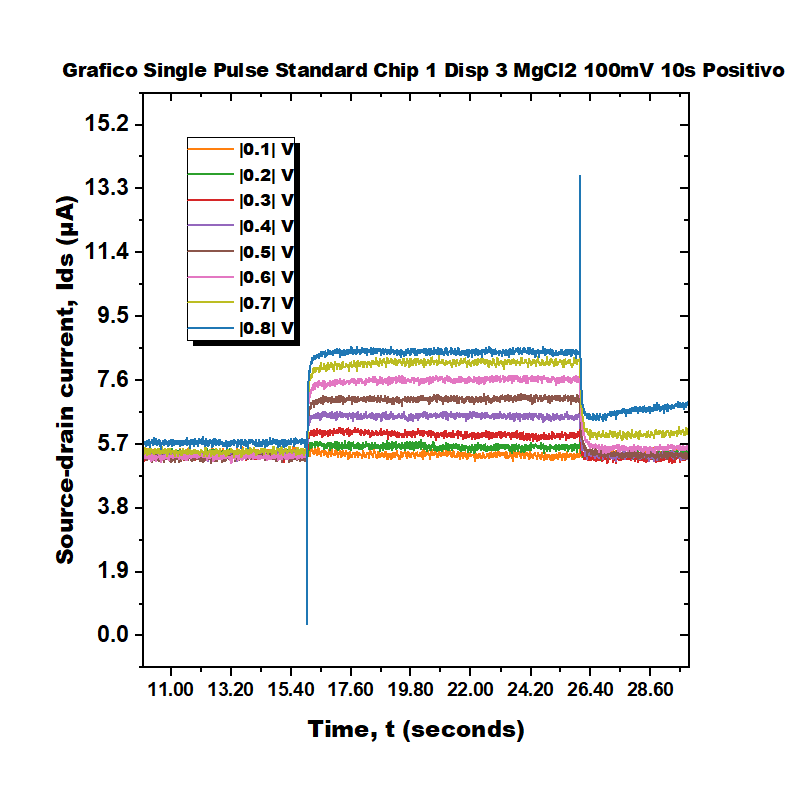 Grafico Single Pulse Standard Chip 1 Disp 3 MgCl2 100mV 10s Positivo
15.2
13.3
11.4
9.5
7.6
5.7
3.8
1.9
0.0
Source-drain current, Ids (µA)
|0.1| V
|0.2| V
|0.3| V
|0.4| V
|0.5| V
|0.6| V
|0.7| V
|0.8| V
11.00 13.20 15.40 17.60 19.80 22.00 24.20 26.40 28.60
Time, t (seconds)